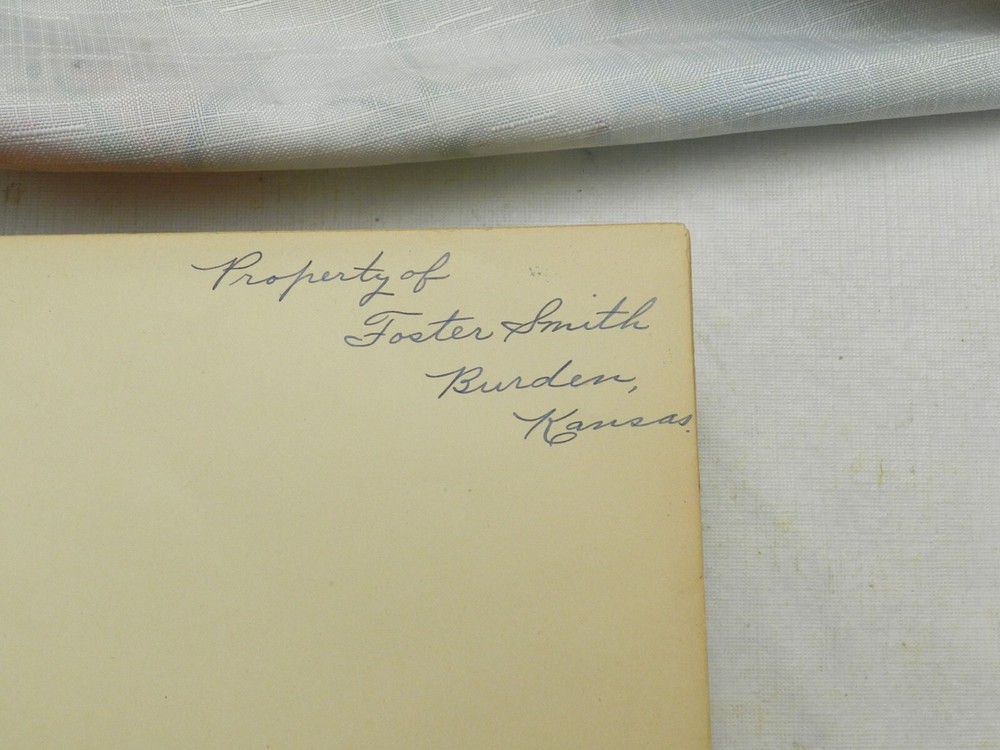 Property of
Foster Smith
Burden,
Kansas.